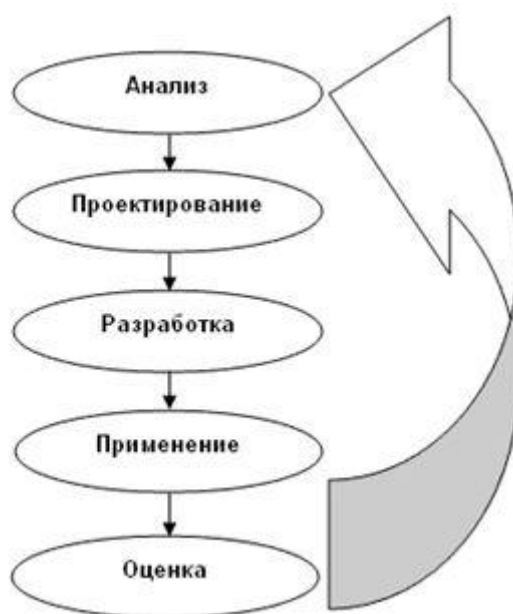 Анализ
Проектирование
Разработка
Применение
Оценка